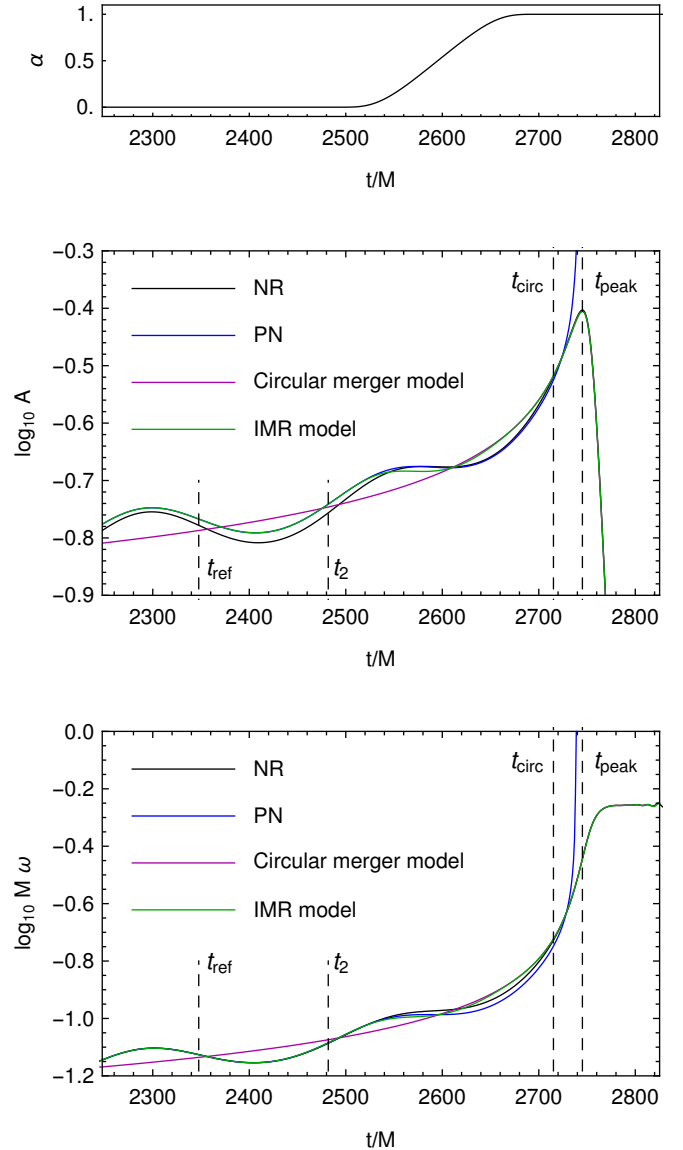 α
1.
0.5
0.
2300 2400 2500 2600 2700 2800
t/M
log₁₀ A
−0.3
−0.4
−0.5
−0.6
−0.7
−0.8
−0.9
NR
PN
Circular merger model
IMR model
t_circ
t_peak
t_ref
t_2
2300 2400 2500 2600 2700 2800
t/M
log₁₀ M ω
0.0
−0.2
−0.4
−0.6
−0.8
−1.0
−1.2
NR
PN
Circular merger model
IMR model
t_circ
t_peak
t_ref
t_2
2300 2400 2500 2600 2700 2800
t/M